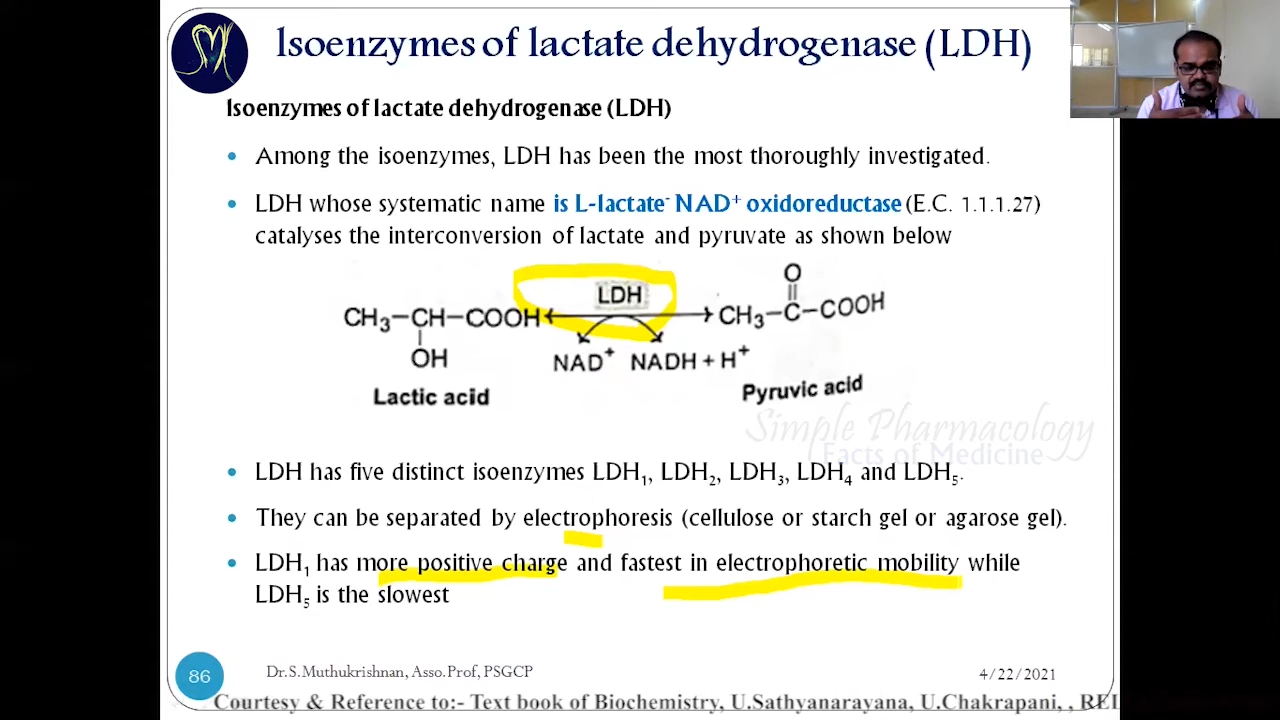 Isoenzymes of lactate dehydrogenase (LDH)
Isoenzymes of lactate dehydrogenase (LDH)
• Among the isoenzymes, LDH has been the most thoroughly investigated.
• LDH whose systematic name is L-lactate⁻ NAD⁺ oxidoreductase (E.C. 1.1.1.27)
catalyses the interconversion of lactate and pyruvate as shown below
O
LDH
CH₃–CH–COOH CH₃–C–COOH
OH
NAD⁺ NADH + H⁺
Lactic acid
Pyruvic acid
Simple Pharmacology
Facts of Medicine
• LDH has five distinct isoenzymes LDH₁, LDH₂, LDH₃, LDH₄ and LDH₅.
• They can be separated by electrophoresis (cellulose or starch gel or agarose gel).
• LDH₁ has more positive charge and fastest in electrophoretic mobility while
LDH₅ is the slowest
86 Dr.S.Muthukrishnan, Asso.Prof, PSGCP 4/22/2021
Courtesy & Reference to:- Text book of Biochemistry, U.Sathyanarayana, U.Chakrapani, ,